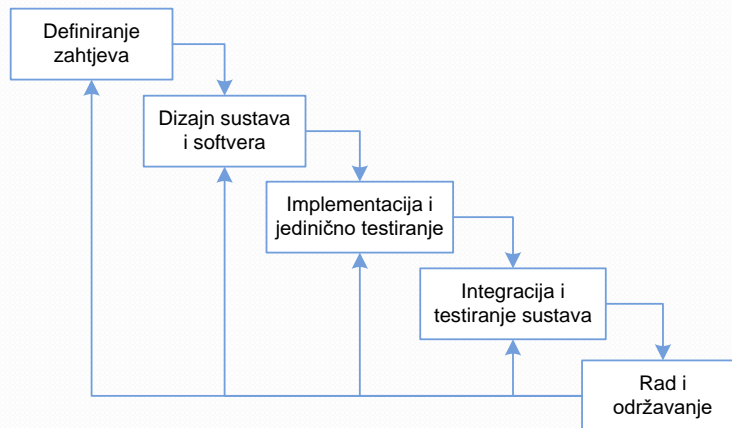 Definiranje
zahtjeva
Dizajn sustava
i softvera
Implementacija i
jedinično testiranje
Integracija i
testiranje sustava
Rad i
održavanje